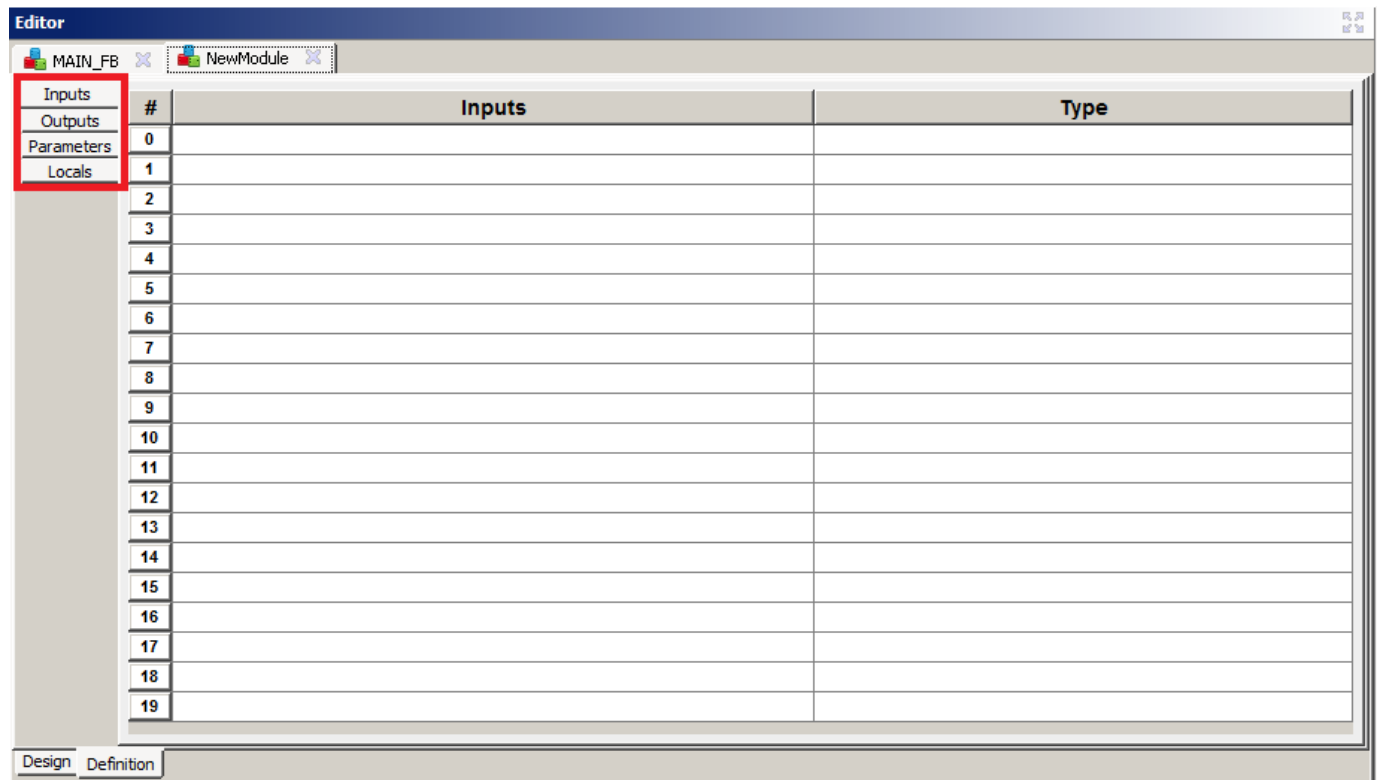 Editor
MAIN_FB NewModule
Inputs
Outputs
Parameters
Locals
# Inputs Type
0
1
2
3
4
5
6
7
8
9
10
11
12
13
14
15
16
17
18
19
Design Definition